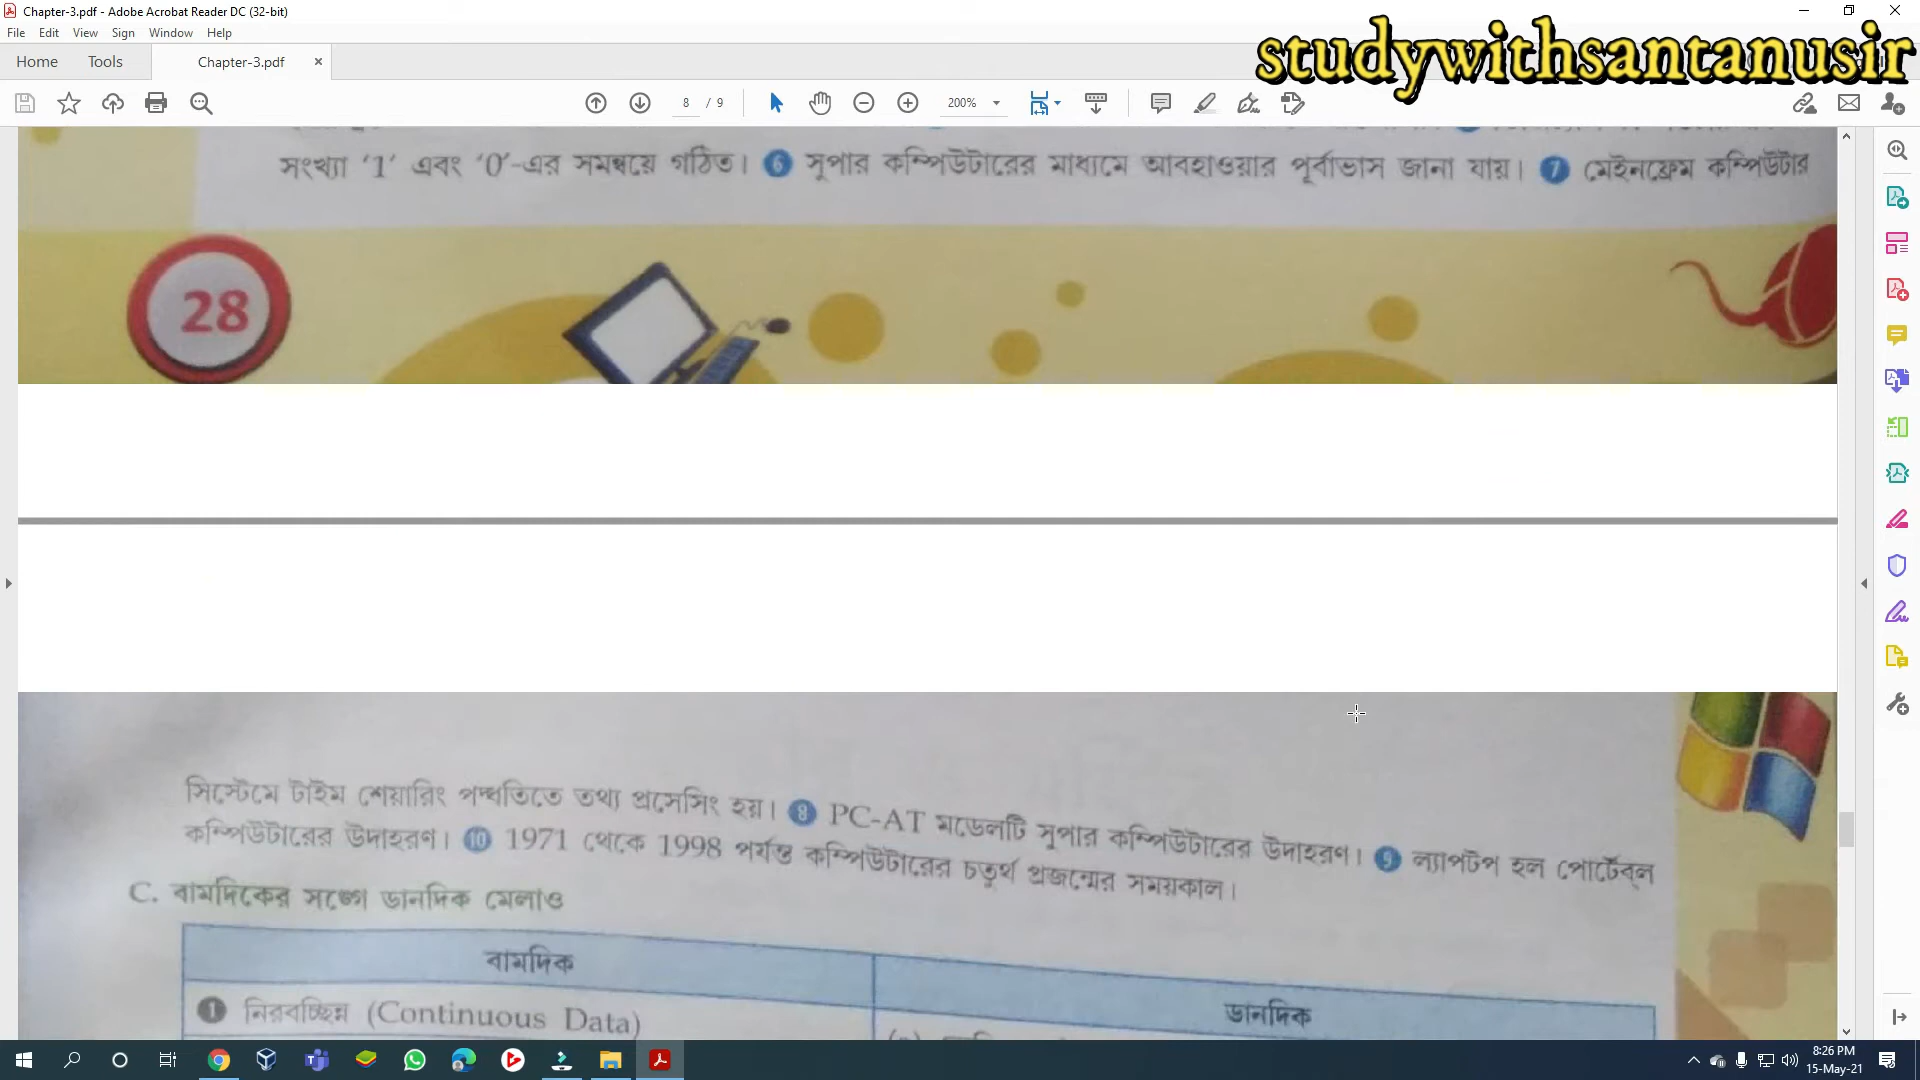 Chapter-3.pdf - Adobe Acrobat Reader DC (32-bit)
File Edit View Sign Window Help
studywithsantanusir
Home Tools Chapter-3.pdf
8 / 9 200%
সংখ্যা '1' এবং '0'-এর সমন্বয়ে গঠিত। 6 সুপার কম্পিউটারের মাধ্যমে আবহাওয়ার পূর্বাভাস জানা যায়। 7 মেইনফ্রেম কম্পিউটার
28
সিস্টেমে টাইম শেয়ারিং পদ্ধতিতে তথ্য প্রসেসিং হয়। 8 PC-AT মডেলটি সুপার কম্পিউটারের উদাহরণ। 9 ল্যাপটপ হল পোর্টেব্‌ল
কম্পিউটারের উদাহরণ। 10 1971 থেকে 1998 পর্যন্ত কম্পিউটারের চতুর্থ প্রজন্মের সময়কাল।
C. বামদিকের সঙ্গে ডানদিক মেলাও
বামদিক
ডানদিক
1 নিরবচ্ছিন্ন (Continuous Data)
8:26 PM
15-May-21